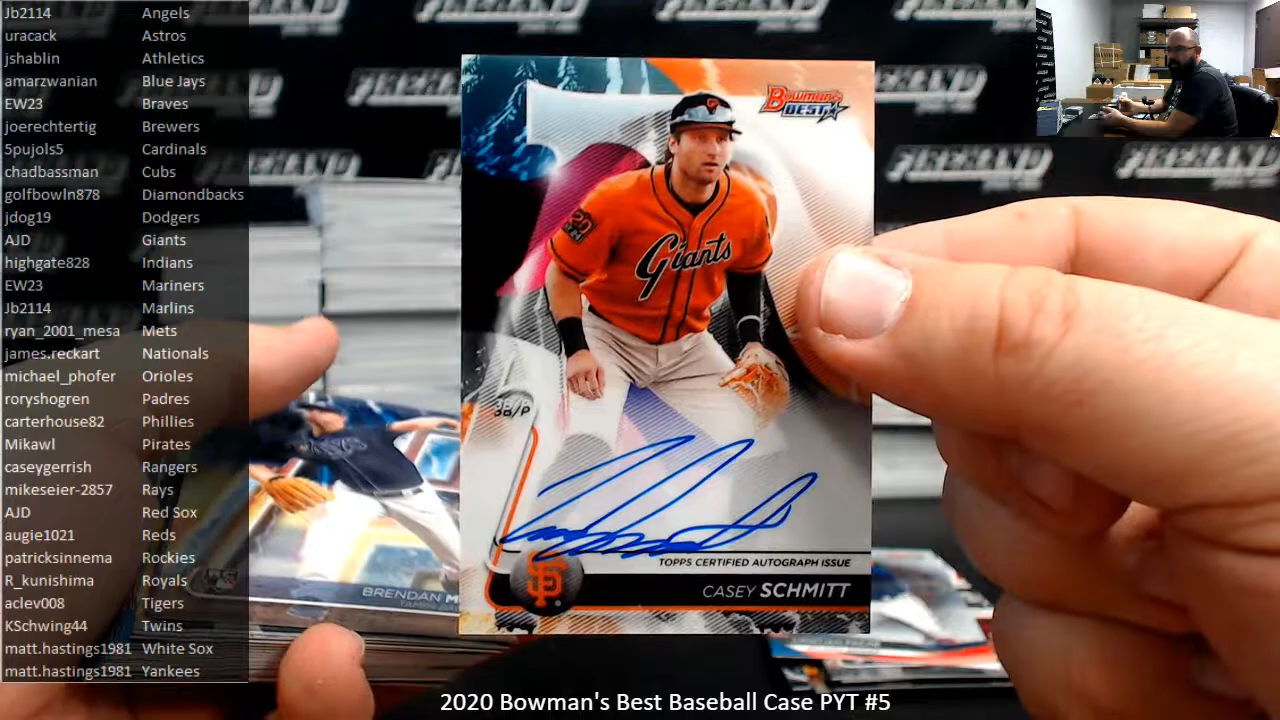 Jb2114 Angels
uracack Astros
jshablin Athletics
amarzwanian Blue Jays
EW23 Braves
joerechtertig Brewers
5pujols5 Cardinals
chadbassman Cubs
golfbowln878 Diamondbacks
jdog19 Dodgers
AJD Giants
highgate828 Indians
EW23 Mariners
Jb2114 Marlins
ryan_2001_mesa Mets
james.reckart Nationals
michael_phofer Orioles
roryshogren Padres
carterhouse82 Phillies
Mikawl Pirates
caseygerrish Rangers
mikeseier-2857 Rays
AJD Red Sox
augie1021 Reds
patricksinnema Rockies
R_kunishima Royals
aclev008 Tigers
KSchwing44 Twins
matt.hastings1981 White Sox
matt.hastings1981 Yankees
BOWMAN'S
BEST
Giants
3B/P
TOPPS CERTIFIED AUTOGRAPH ISSUE
CASEY SCHMITT
SF
BRENDAN
2020 Bowman's Best Baseball Case PYT #5